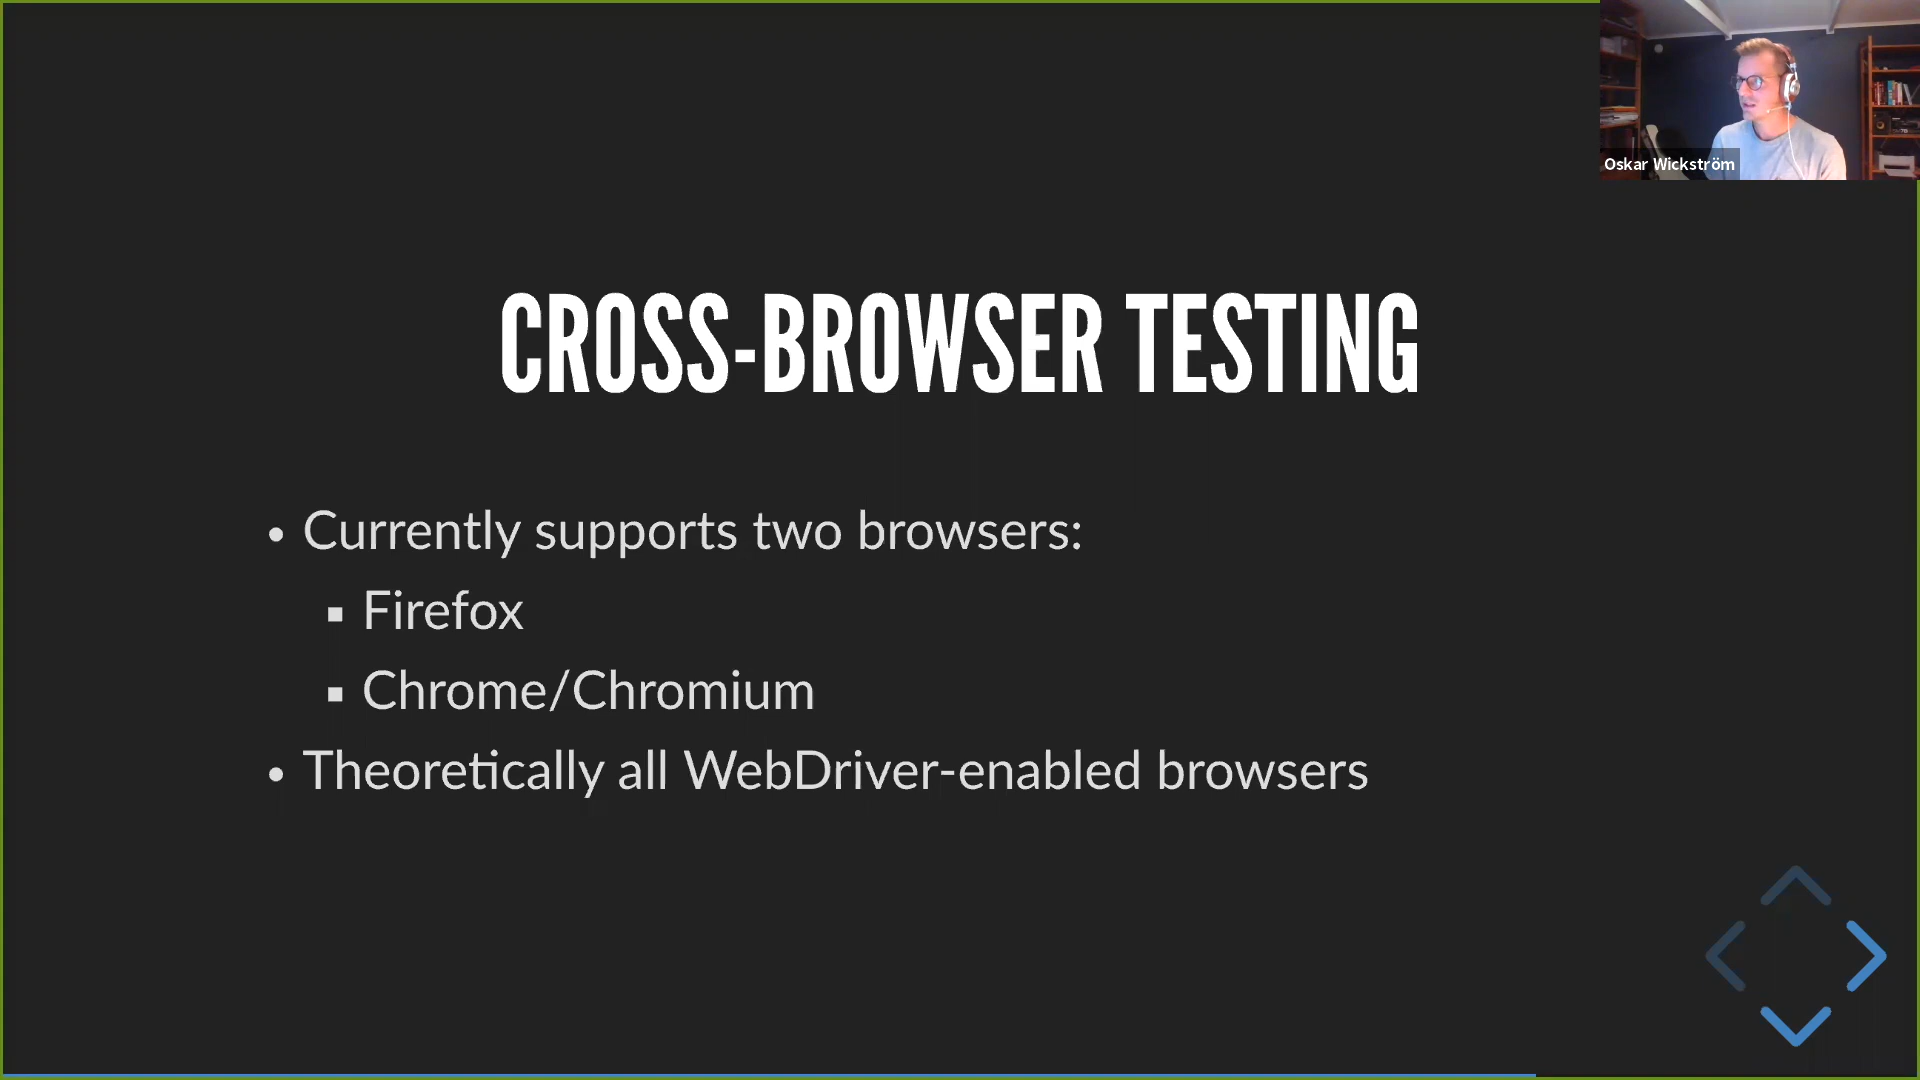 Oskar Wickström
CROSS-BROWSER TESTING
• Currently supports two browsers:
▪ Firefox
▪ Chrome/Chromium
• Theoretically all WebDriver-enabled browsers